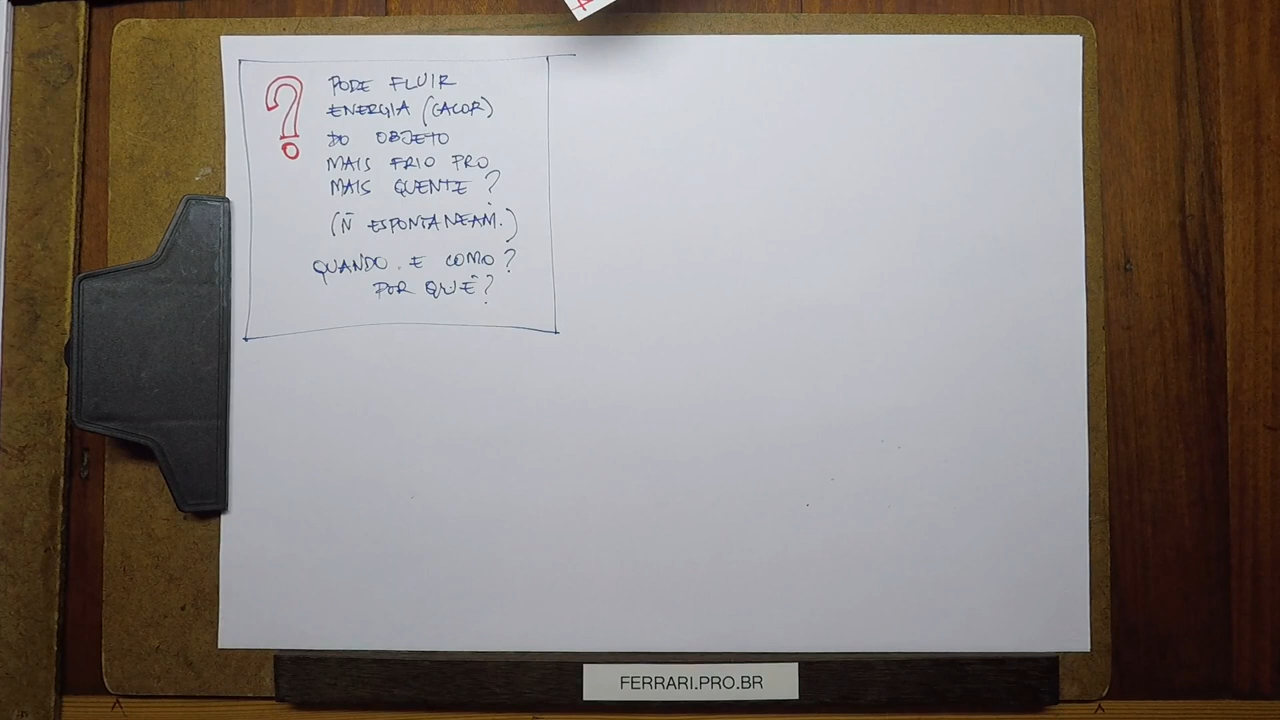 ?
PODE FLUIR
ENERGIA (CALOR)
DO OBJETO
MAIS FRIO PRO
MAIS QUENTE ?
(Ñ ESPONTANEAM.)
QUANDO E COMO ?
POR QUÊ ?
FERRARI.PRO.BR